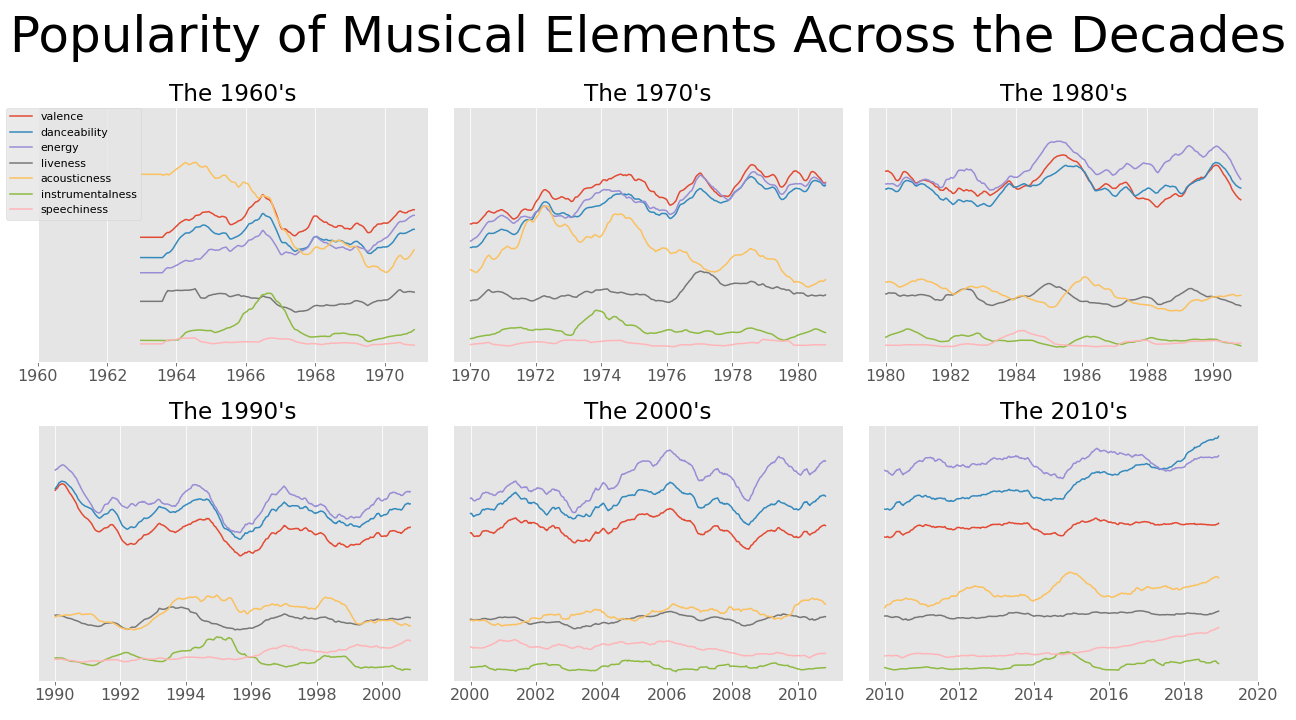 Popularity of Musical Elements Across the Decades
The 1960's
The 1970's
The 1980's
valence
danceability
energy
liveness
acousticness
instrumentalness
speechiness
1960 1962 1964 1966 1968 1970
1970 1972 1974 1976 1978 1980
1980 1982 1984 1986 1988 1990
The 1990's
The 2000's
The 2010's
1990 1992 1994 1996 1998 2000
2000 2002 2004 2006 2008 2010
2010 2012 2014 2016 2018 2020